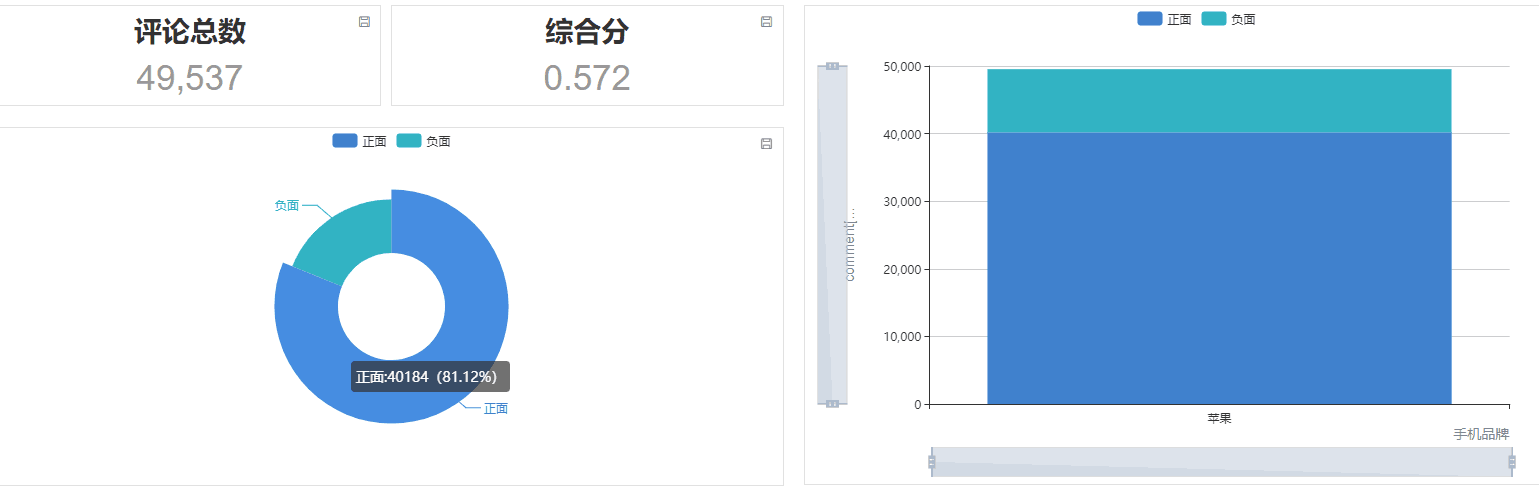 评论总数
49,537
综合分
0.572
正面 负面
负面
正面:40184（81.12%）
正面
正面 负面
50,000
40,000
30,000
20,000
10,000
0
comment[...
苹果
手机品牌